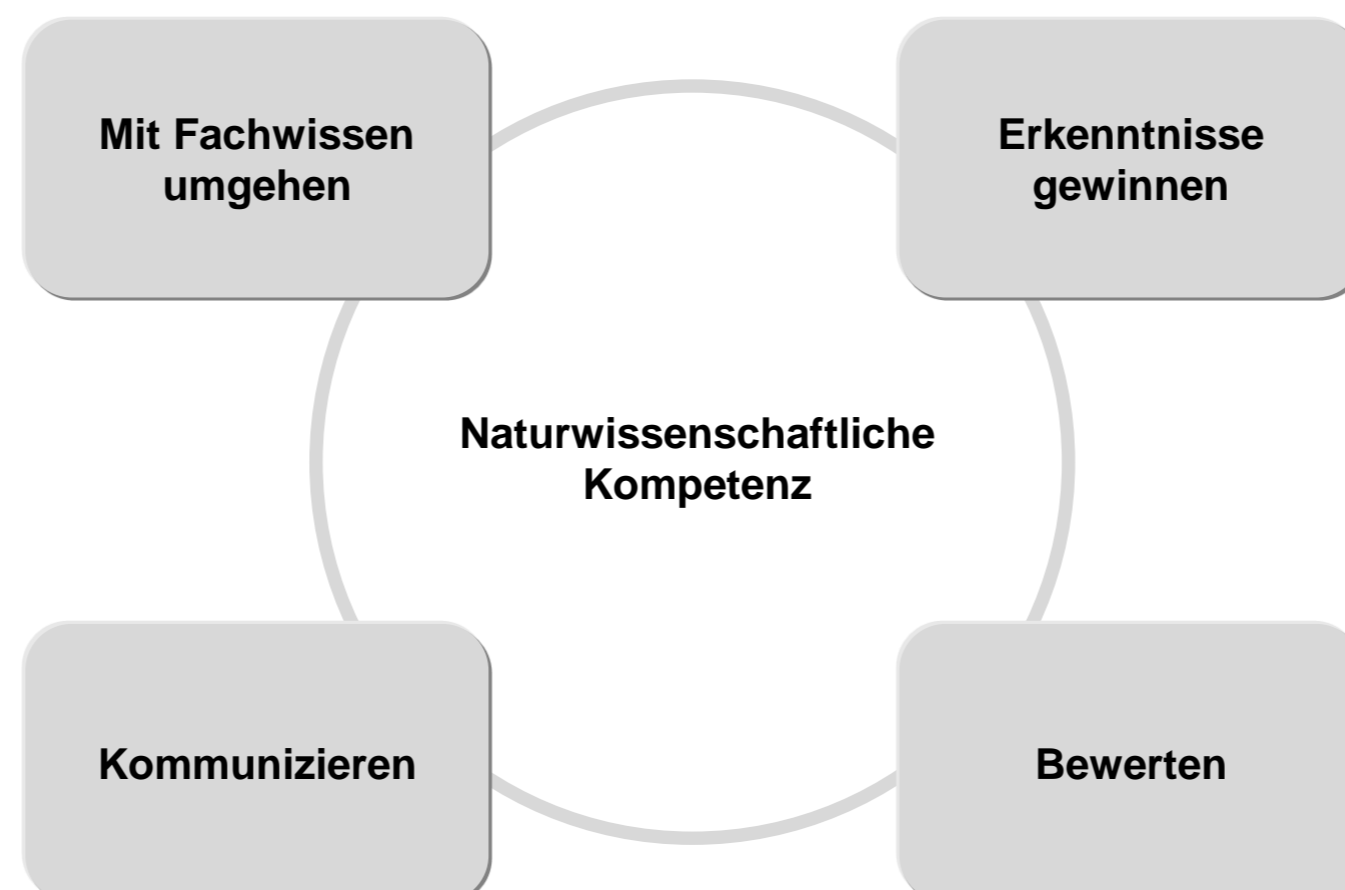 Mit Fachwissen
umgehen
Erkenntnisse
gewinnen
Naturwissenschaftliche
Kompetenz
Kommunizieren
Bewerten